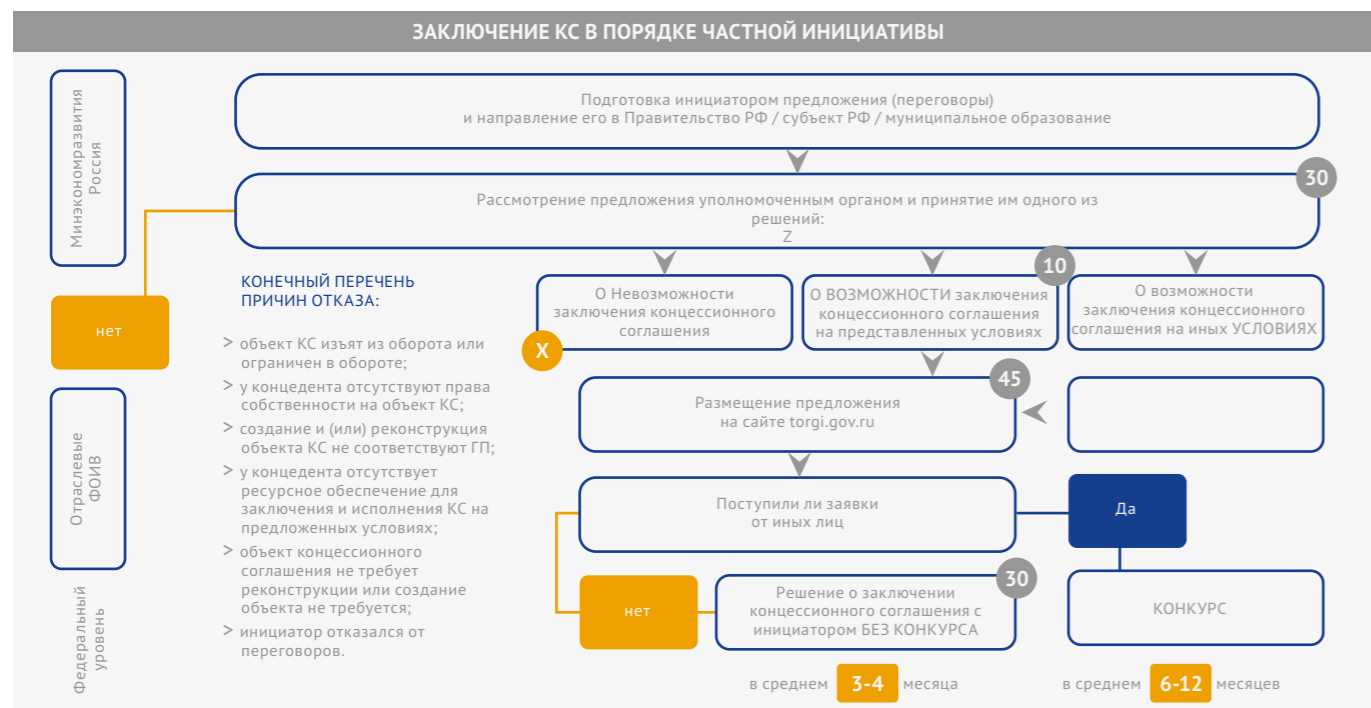 ЗАКЛЮЧЕНИЕ КС В ПОРЯДКЕ ЧАСТНОЙ ИНИЦИАТИВЫ
Минэкономразвития
Россия
Подготовка инициатором предложения (переговоры)
и направление его в Правительство РФ / субъект РФ / муниципальное образование
30
Рассмотрение предложения уполномоченным органом и принятие им одного из
решений:
Z
нет
КОНЕЧНЫЙ ПЕРЕЧЕНЬ
ПРИЧИН ОТКАЗА:
> объект КС изъят из оборота или
ограничен в обороте;
> у концедента отсутствуют права
собственности на объект КС;
> создание и (или) реконструкция
объекта КС не соответствуют ГП;
> у концедента отсутствует
ресурсное обеспечение для
заключения и исполнения КС на
предложенных условиях;
> объект концессионного
соглашения не требует
реконструкции или создание
объекта не требуется;
> инициатор отказался от
переговоров.
О Невозможности
заключения концессионного
соглашения
X
10
О ВОЗМОЖНОСТИ заключения
концессионного соглашения
на представленных условиях
О возможности
заключения концессионного
соглашения на иных УСЛОВИЯХ
45
Размещение предложения
на сайте torgi.gov.ru
Отраслевые
ФОИВ
Поступили ли заявки
от иных лиц
Да
нет
30
Решение о заключении
концессионного соглашения с
инициатором БЕЗ КОНКУРСА
КОНКУРС
Федеральный
уровень
в среднем 3-4 месяца
в среднем 6-12 месяцев